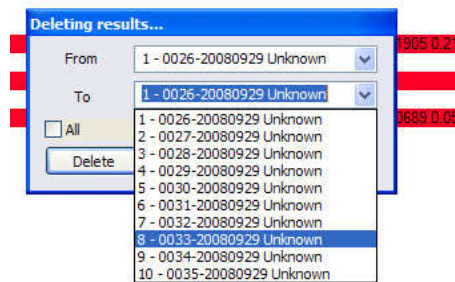 Deleting results...
1905 0.21
From 1 - 0026-20080929 Unknown
To 1 - 0026-20080929 Unknown
0689 0.05
All
Delete
1 - 0026-20080929 Unknown
2 - 0027-20080929 Unknown
3 - 0028-20080929 Unknown
4 - 0029-20080929 Unknown
5 - 0030-20080929 Unknown
6 - 0031-20080929 Unknown
7 - 0032-20080929 Unknown
8 - 0033-20080929 Unknown
9 - 0034-20080929 Unknown
10 - 0035-20080929 Unknown